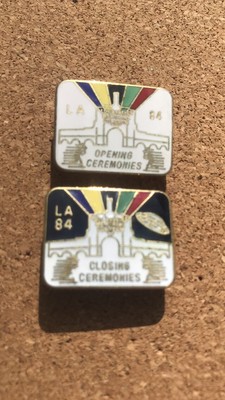 LA 84
OPENING
CEREMONIES
LA
84
CLOSING
CEREMONIES